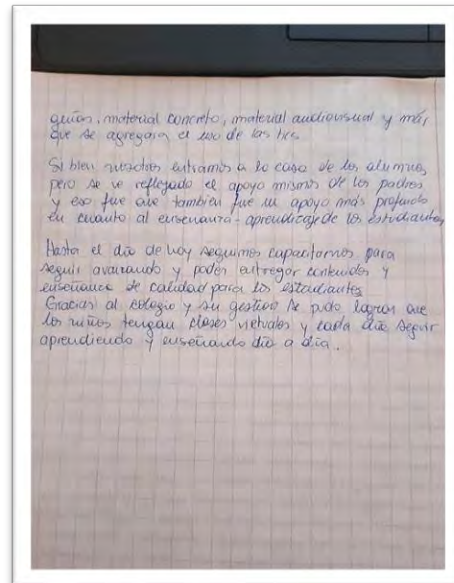 guías, material concreto, material audiovisual y más
que se agregara el uso de las tics
Si bien nosotros entramos a la casa de los alumnos,
pero se ve reflejado el apoyo mismos de los padres
y eso fue que también fue un apoyo más profundo
en cuanto al enseñanza - aprendizaje de los estudiantes,
Hasta el día de hoy seguimos capacitarnos para
seguir avanzando y poder entregar contenidos y
enseñanza de calidad para los estudiantes
Gracias al colegio y su gestión se pudo lograr que
los niños tengan clases virtuales y cada día seguir
aprendiendo y enseñando día a día.